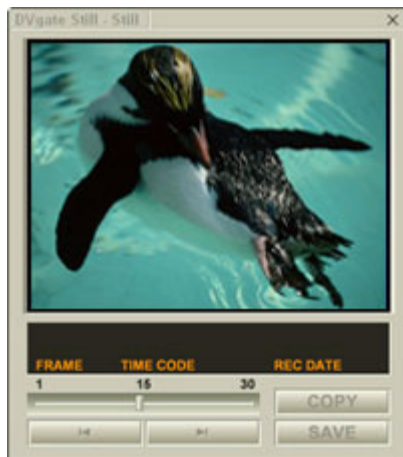 DVgate Still - Still
FRAME TIME CODE REC DATE
1 15 30
COPY
SAVE